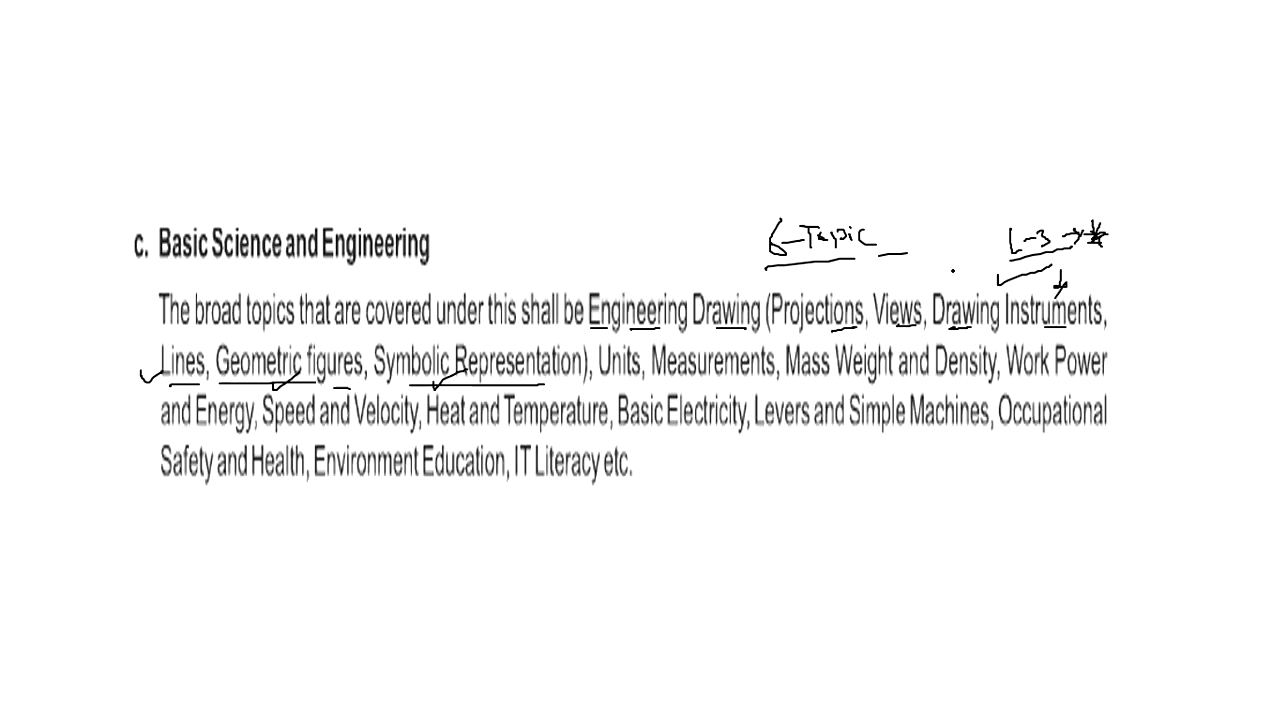 c. Basic Science and Engineering
6-Topic
L-3
The broad topics that are covered under this shall be Engineering Drawing (Projections, Views, Drawing Instruments,
Lines, Geometric figures, Symbolic Representation), Units, Measurements, Mass Weight and Density, Work Power
and Energy, Speed and Velocity, Heat and Temperature, Basic Electricity, Levers and Simple Machines, Occupational
Safety and Health, Environment Education, IT Literacy etc.